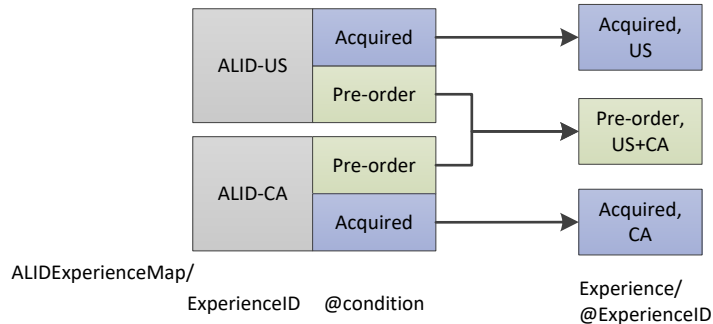 ALID-US
Acquired
Pre-order
ALID-CA
Pre-order
Acquired
Acquired,
US
Pre-order,
US+CA
Acquired,
CA
ALIDExperienceMap/
ExperienceID @condition
Experience/
@ExperienceID